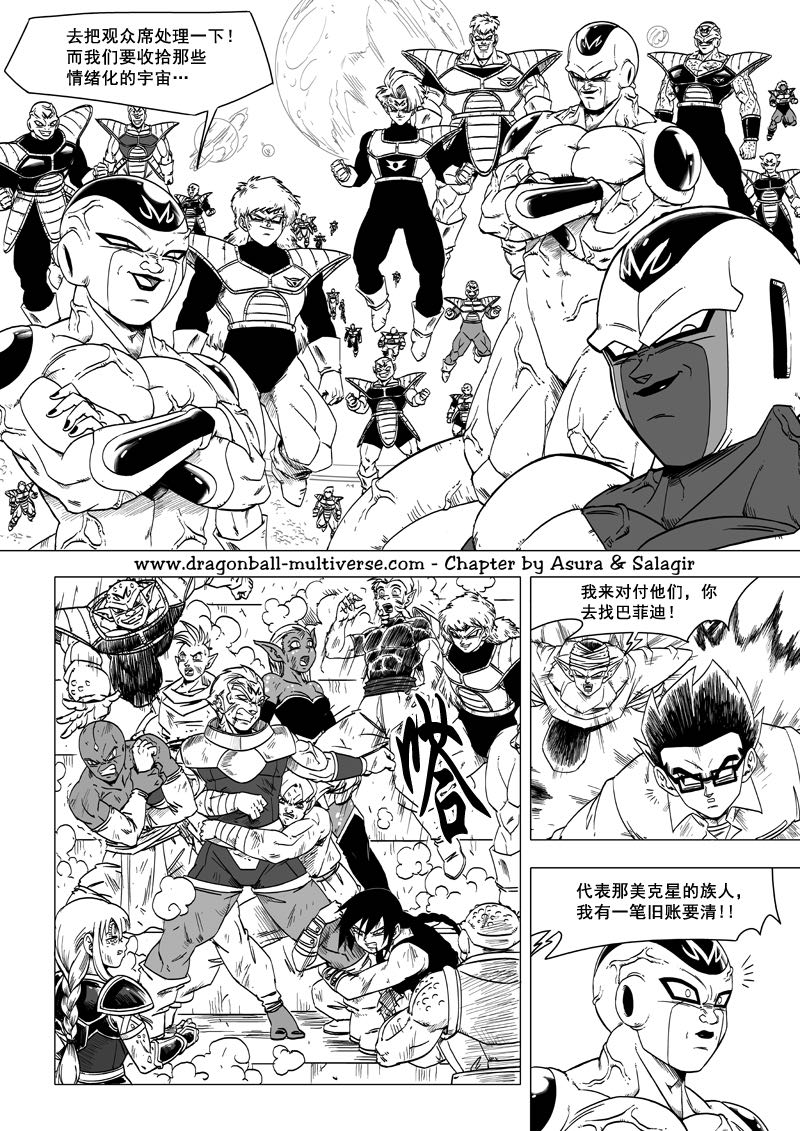 去把观众席处理一下！
而我们要收拾那些
情绪化的宇宙…
www.dragonball-multiverse.com - Chapter by Asura & Salagir
我来对付他们，你
去找巴菲迪！
嗒
代表那美克星的族人，
我有一笔旧账要清！！